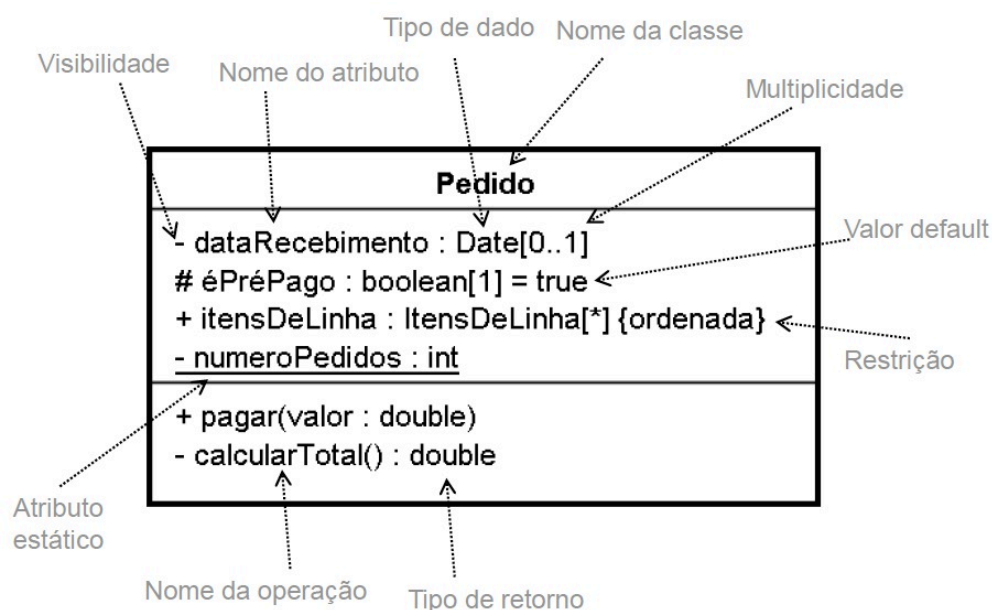 Tipo de dado
Nome da classe
Visibilidade
Nome do atributo
Multiplicidade
Pedido
- dataRecebimento : Date[0..1]
Valor default
# éPréPago : boolean[1] = true
+ itensDeLinha : ItensDeLinha[*] {ordenada}
- numeroPedidos : int
Restrição
+ pagar(valor : double)
- calcularTotal() : double
Atributo
estático
Nome da operação
Tipo de retorno